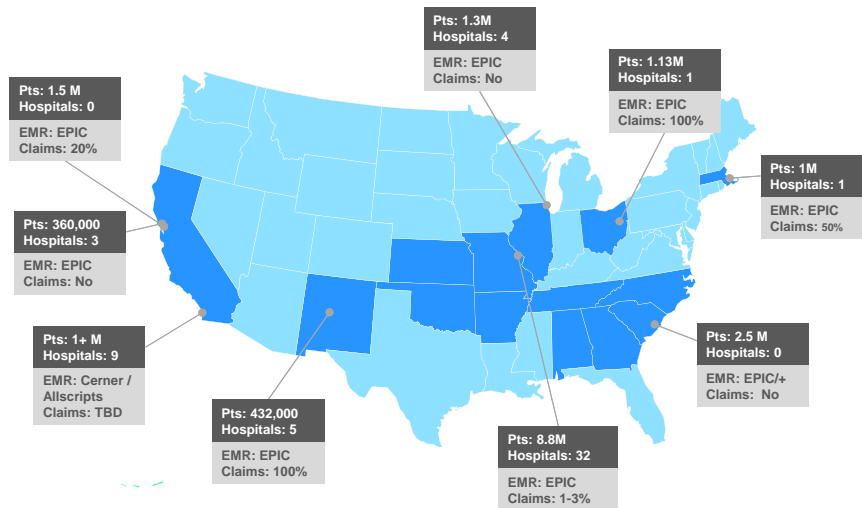 Pts: 1.3M
Hospitals: 4
EMR: EPIC
Claims: No
Pts: 1.13M
Hospitals: 1
EMR: EPIC
Claims: 100%
Pts: 1.5 M
Hospitals: 0
EMR: EPIC
Claims: 20%
Pts: 1M
Hospitals: 1
EMR: EPIC
Claims: 50%
Pts: 360,000
Hospitals: 3
EMR: EPIC
Claims: No
Pts: 1+ M
Hospitals: 9
EMR: Cerner /
Allscripts
Claims: TBD
Pts: 2.5 M
Hospitals: 0
EMR: EPIC/+
Claims: No
Pts: 432,000
Hospitals: 5
EMR: EPIC
Claims: 100%
Pts: 8.8M
Hospitals: 32
EMR: EPIC
Claims: 1-3%